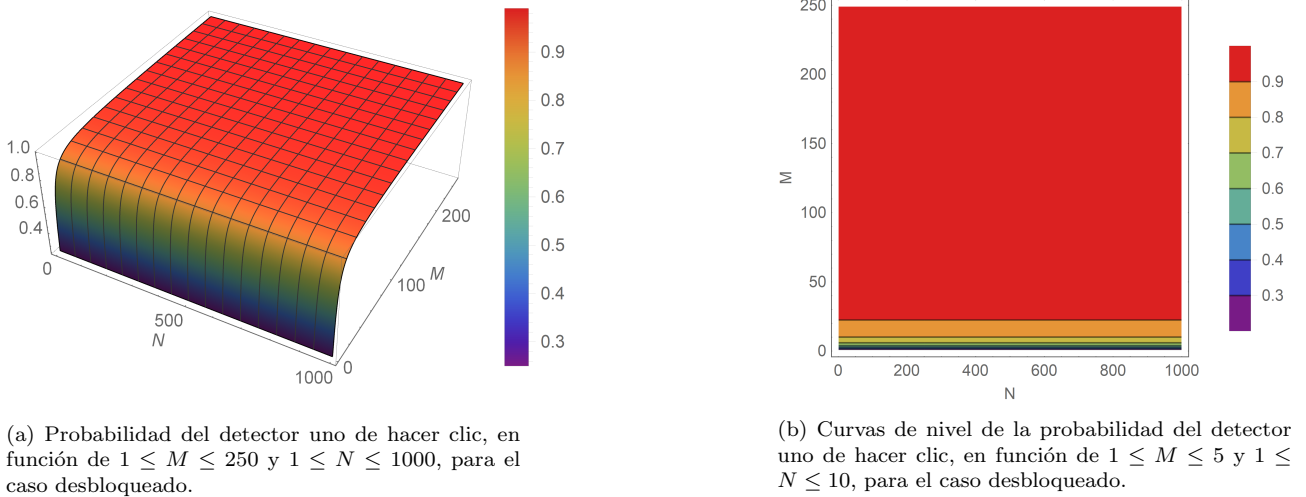 1.0
0.8
0.6
0.4
0
500
N
1000
0
100
M
200
0.9
0.8
0.7
0.6
0.5
0.4
0.3
(a) Probabilidad del detector uno de hacer clic, en
función de 1 ≤ M ≤ 250 y 1 ≤ N ≤ 1000, para el
caso desbloqueado.
250
200
150
M
100
50
0
0 200 400 600 800 1000
N
0.9
0.8
0.7
0.6
0.5
0.4
0.3
(b) Curvas de nivel de la probabilidad del detector
uno de hacer clic, en función de 1 ≤ M ≤ 5 y 1 ≤
N ≤ 10, para el caso desbloqueado.